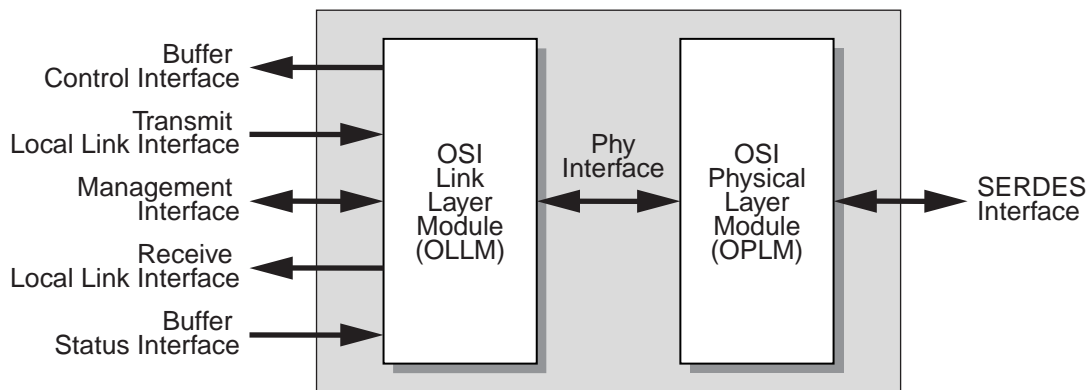 Buffer
Control Interface
Transmit
Local Link Interface
Management
Interface
Receive
Local Link Interface
Buffer
Status Interface
OSI
Link
Layer
Module
(OLLM)
Phy
Interface
OSI
Physical
Layer
Module
(OPLM)
SERDES
Interface